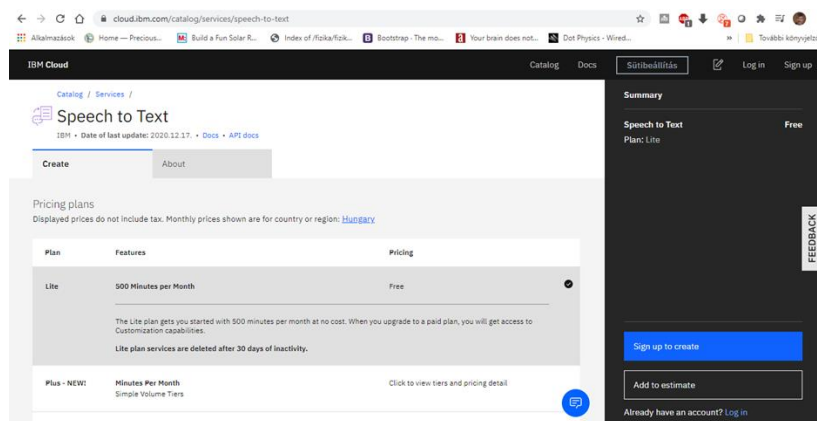 cloud.ibm.com/catalog/services/speech-to-text
Alkalmazások Home — Precious... Build a Fun Solar R... Index of /fizika/fizik... Bootstrap · The mo... Your brain does not... Dot Physics - Wired... » További könyvjelző
IBM Cloud Catalog Docs Sütibeállítás Log in Sign up
Catalog / Services /
Speech to Text
IBM • Date of last update: 2020.12.17. • Docs • API docs
Create About
Pricing plans
Displayed prices do not include tax. Monthly prices shown are for country or region: Hungary
Plan Features Pricing
Lite 500 Minutes per Month Free
The Lite plan gets you started with 500 minutes per month at no cost. When you upgrade to a paid plan, you will get access to
Customization capabilities.
Lite plan services are deleted after 30 days of inactivity.
Plus - NEW! Minutes Per Month Click to view tiers and pricing detail
Simple Volume Tiers
Summary
Speech to Text Free
Plan: Lite
FEEDBACK
Sign up to create
Add to estimate
Already have an account? Log in